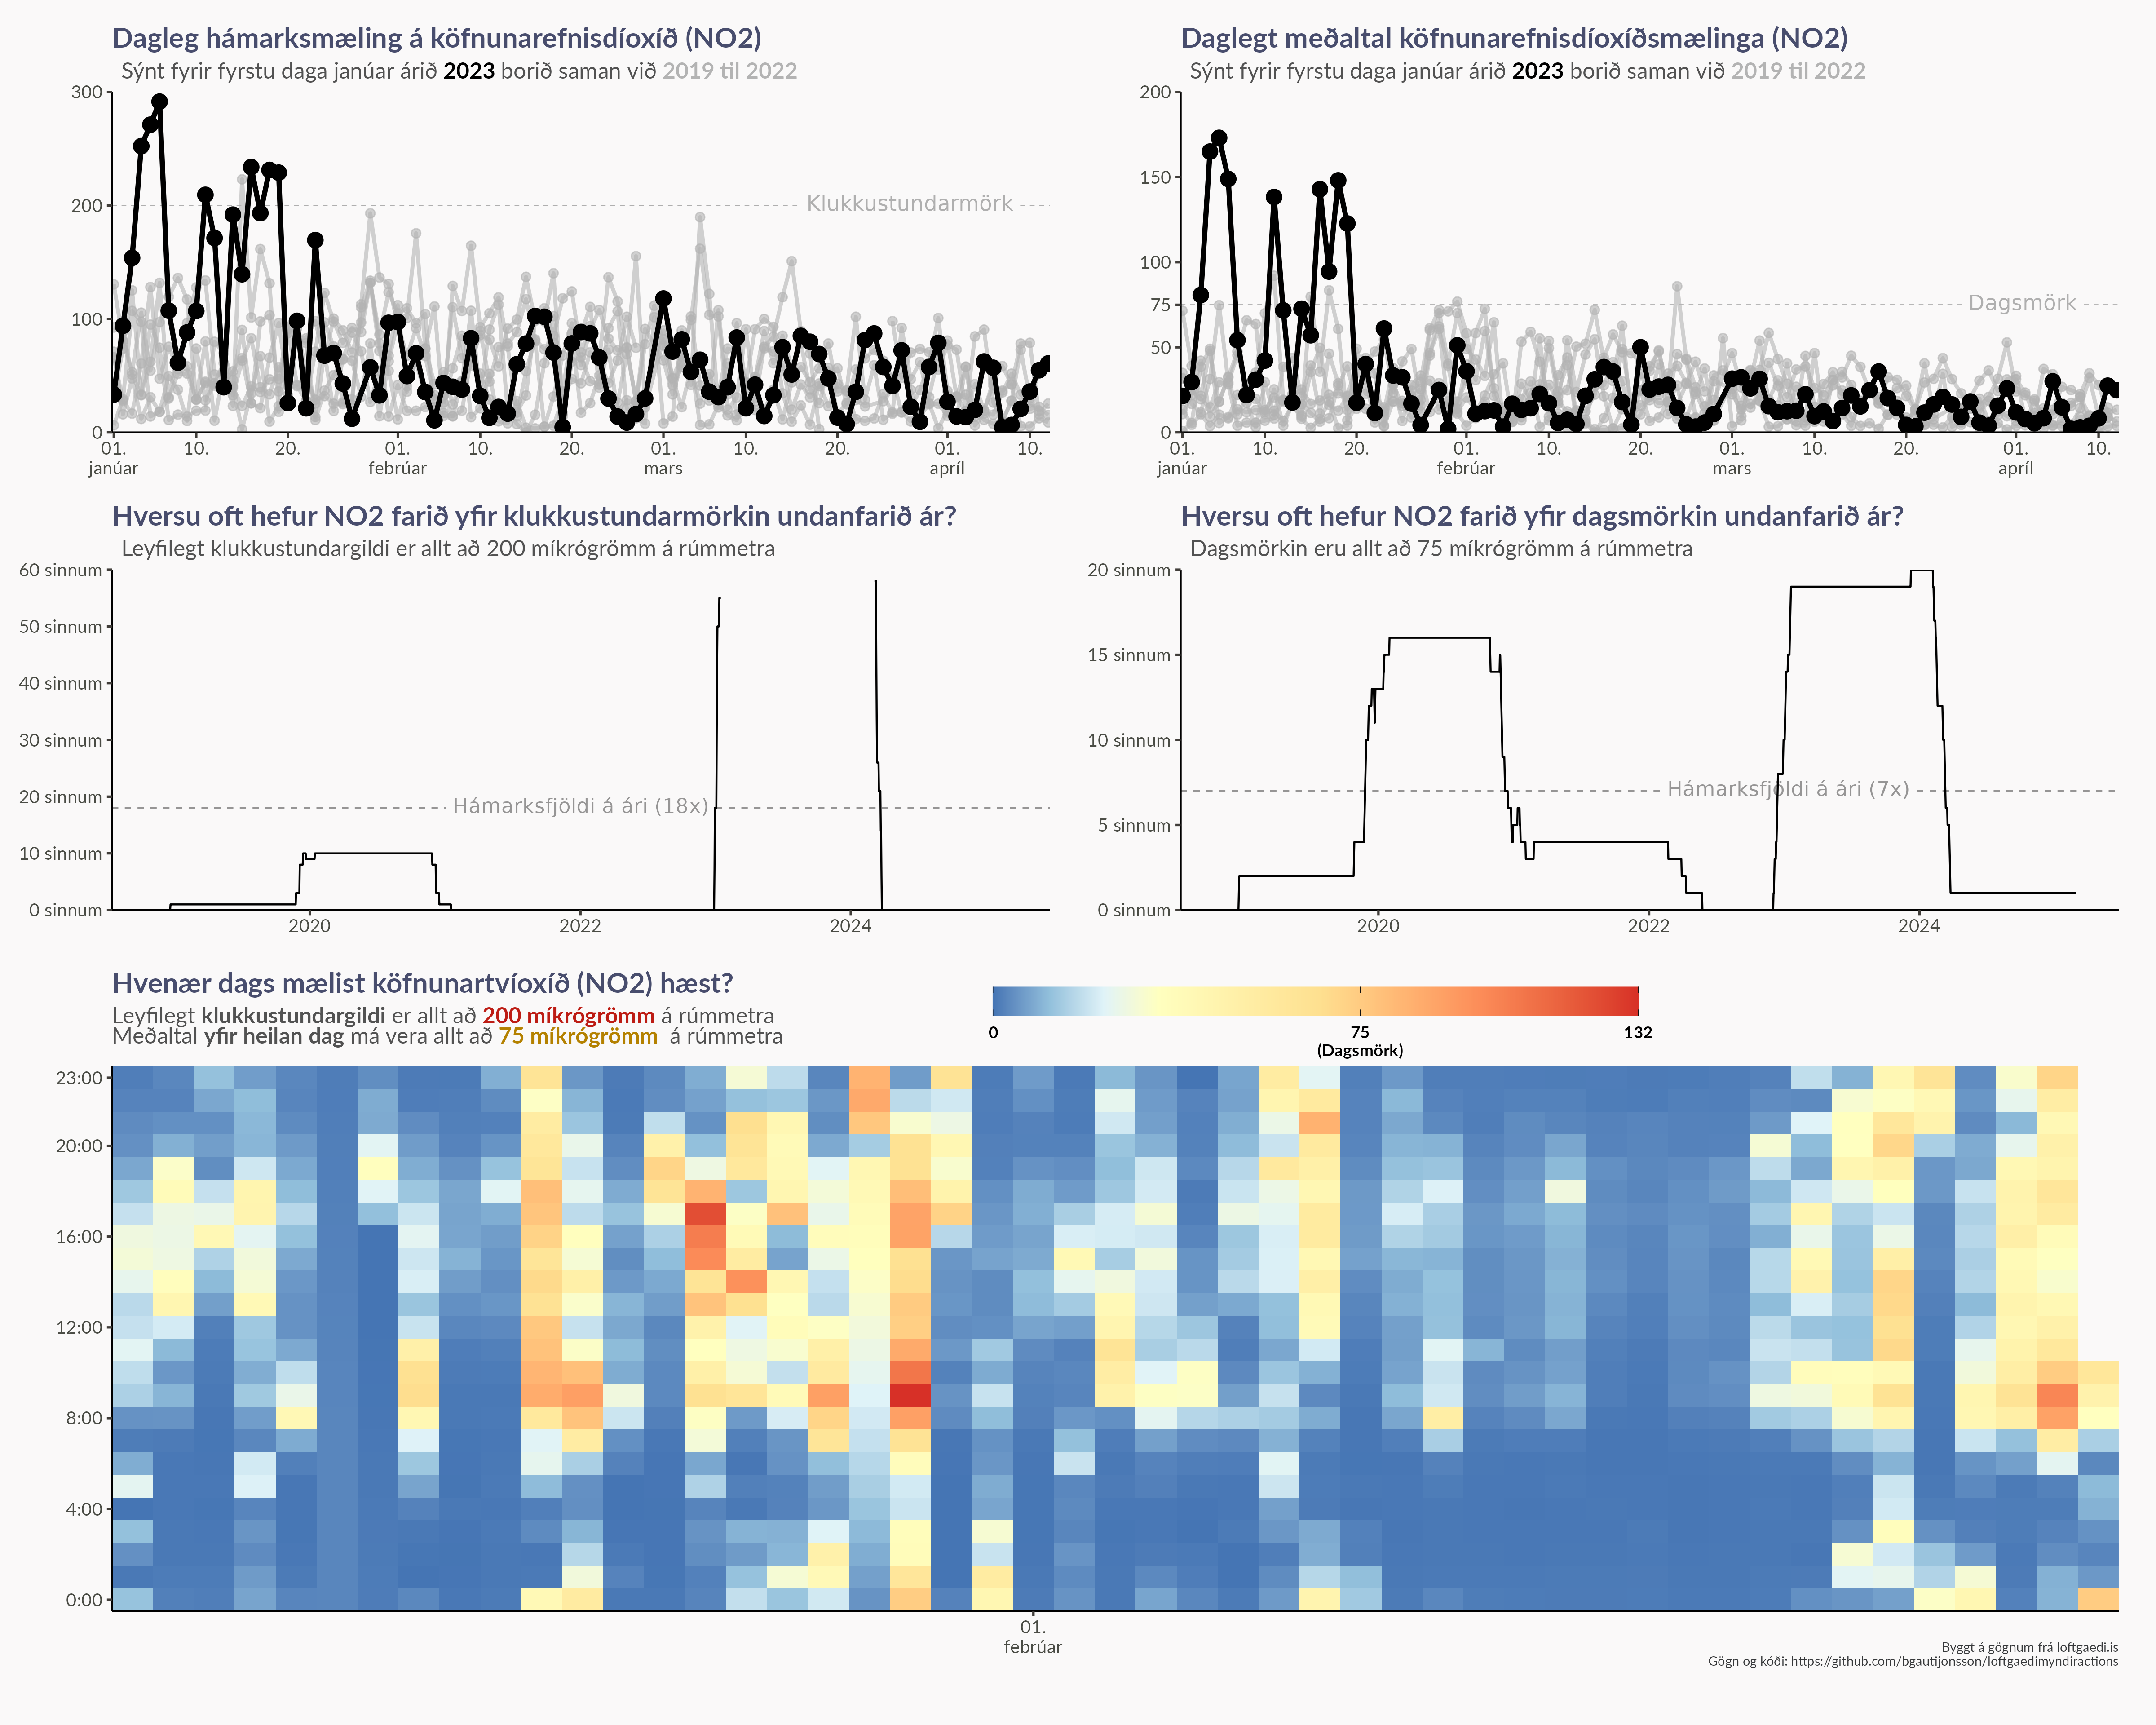 Dagleg hámarksmæling á köfnunarefnisdíoxíð (NO2)
Sýnt fyrir fyrstu daga janúar árið 2023 borið saman við 2019 til 2022
300
200
100
0
Klukkustundarmörk
01. 10. 20. 01. 10. 20. 01. 10. 20. 01. 10.
janúar febrúar mars apríl
Daglegt meðaltal köfnunarefnisdíoxíðsmælinga (NO2)
Sýnt fyrir fyrstu daga janúar árið 2023 borið saman við 2019 til 2022
200
150
100
75
50
0
Dagsmörk
01. 10. 20. 01. 10. 20. 01. 10. 20. 01. 10.
janúar febrúar mars apríl
Hversu oft hefur NO2 farið yfir klukkustundarmörkin undanfarið ár?
Leyfilegt klukkustundargildi er allt að 200 míkrógrömm á rúmmetra
60 sinnum
50 sinnum
40 sinnum
30 sinnum
20 sinnum
10 sinnum
0 sinnum
Hámarksfjöldi á ári (18x)
2020 2022 2024
Hversu oft hefur NO2 farið yfir dagsmörkin undanfarið ár?
Dagsmörkin eru allt að 75 míkrógrömm á rúmmetra
20 sinnum
15 sinnum
10 sinnum
5 sinnum
0 sinnum
Hámarksfjöldi á ári (7x)
2020 2022 2024
Hvenær dags mælist köfnunartvíoxíð (NO2) hæst?
Leyfilegt klukkustundargildi er allt að 200 míkrógrömm á rúmmetra
Meðaltal yfir heilan dag má vera allt að 75 míkrógrömm á rúmmetra
0 75 132
(Dagsmörk)
23:00
20:00
16:00
12:00
8:00
4:00
0:00
01.
febrúar
Byggt á gögnum frá loftgaedi.is
Gögn og kóði: https://github.com/bgautijonsson/loftgaedimyndiractions